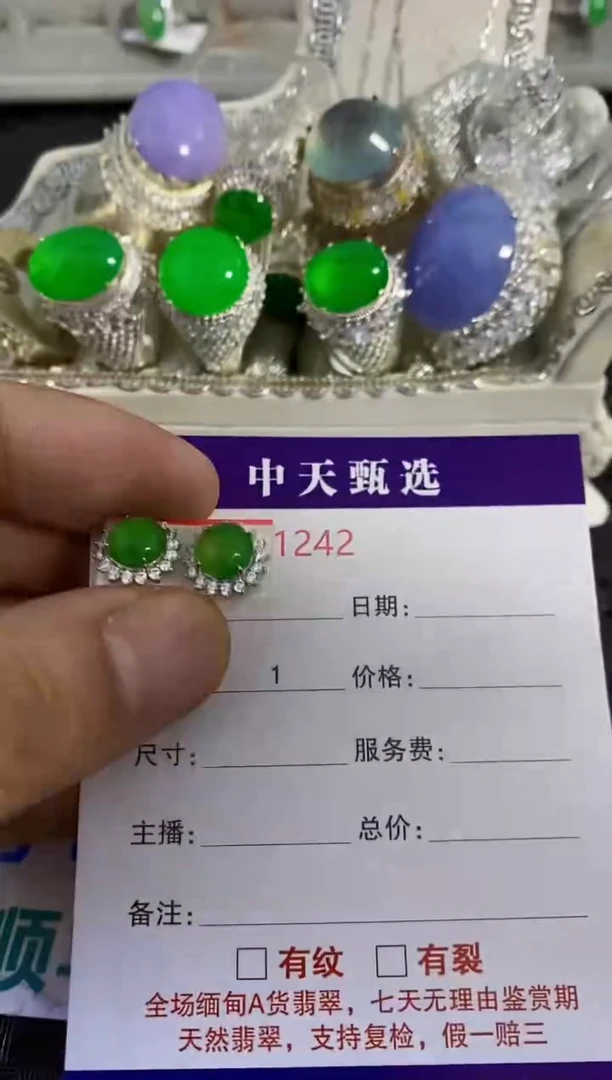 中天甄选
1242
日期:
1 价格:
尺寸: 服务费:
主播: 总价:
备注:
顺
□ 有纹 □ 有裂
全场缅甸A货翡翠，七天无理由鉴赏期
天然翡翠，支持复检，假一赔三